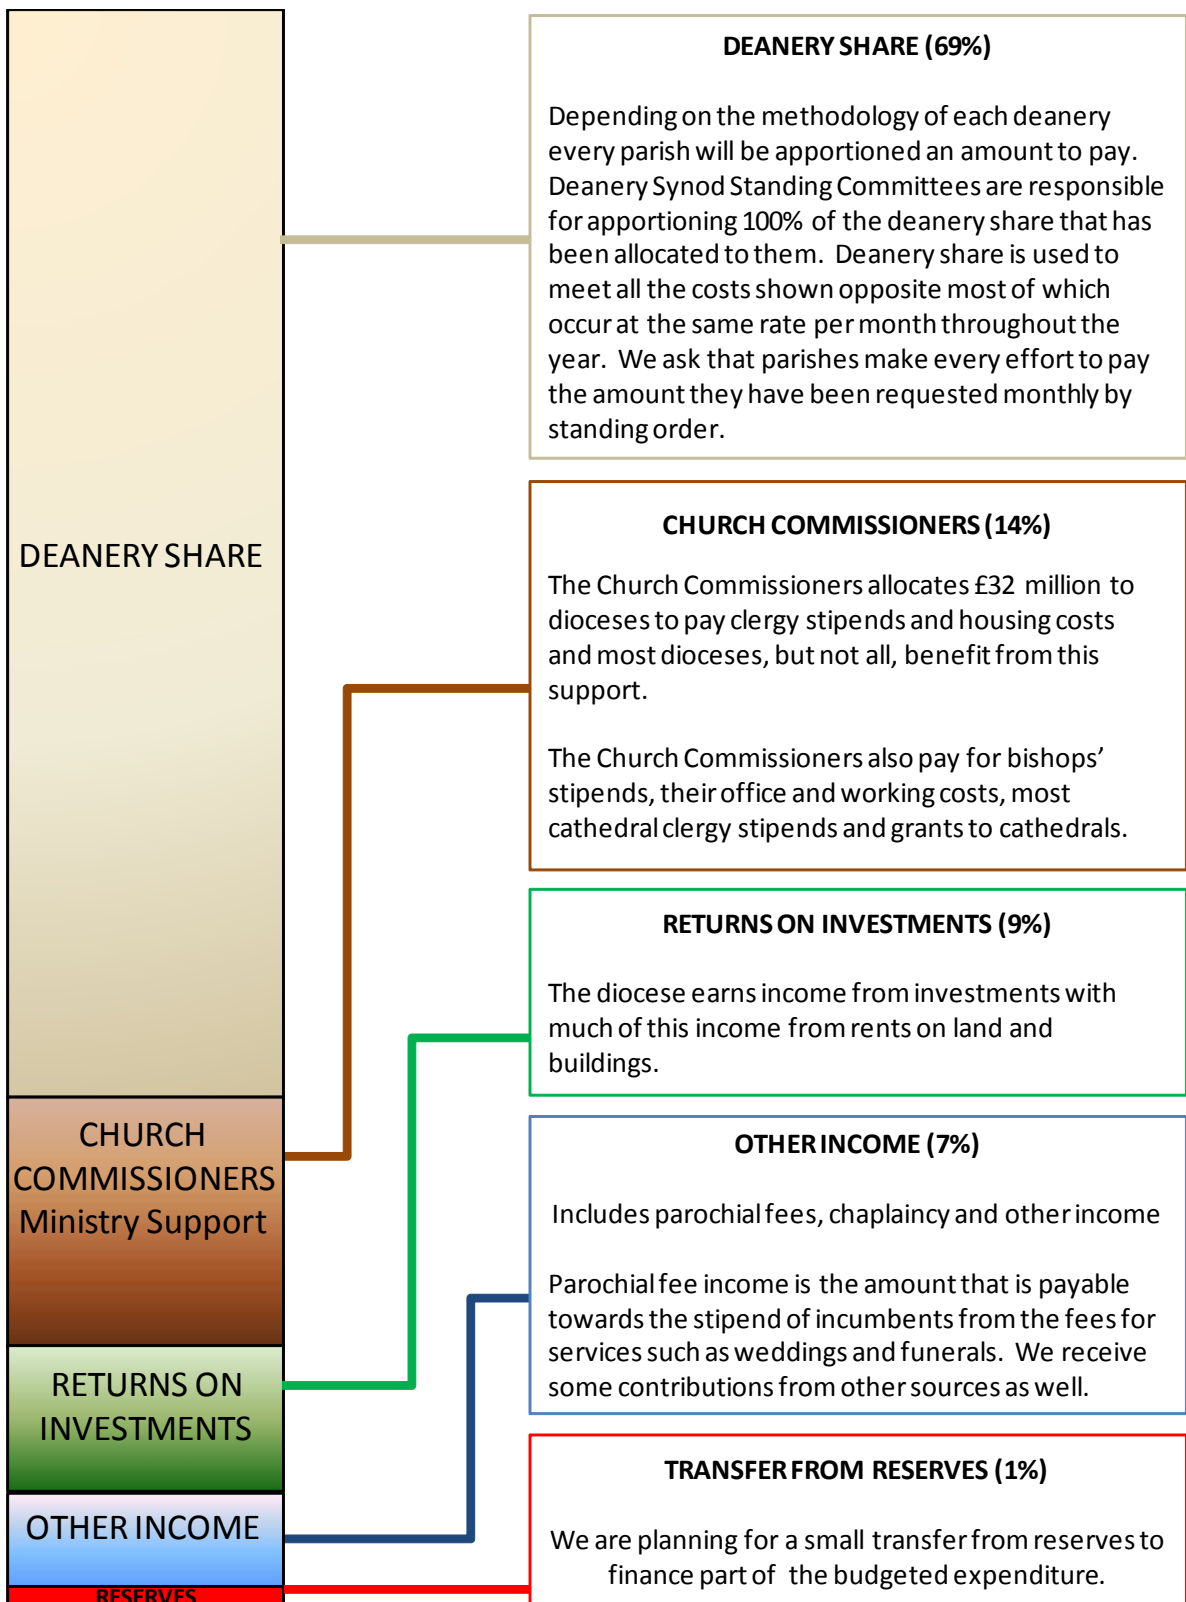 DEANERY SHARE
CHURCH
COMMISSIONERS
Ministry Support
RETURNS ON
INVESTMENTS
OTHER INCOME
RESERVES
DEANERY SHARE (69%)
Depending on the methodology of each deanery
every parish will be apportioned an amount to pay.
Deanery Synod Standing Committees are responsible
for apportioning 100% of the deanery share that has
been allocated to them. Deanery share is used to
meet all the costs shown opposite most of which
occur at the same rate per month throughout the
year. We ask that parishes make every effort to pay
the amount they have been requested monthly by
standing order.
CHURCH COMMISSIONERS (14%)
The Church Commissioners allocates £32 million to
dioceses to pay clergy stipends and housing costs
and most dioceses, but not all, benefit from this
support.
The Church Commissioners also pay for bishops’
stipends, their office and working costs, most
cathedral clergy stipends and grants to cathedrals.
RETURNS ON INVESTMENTS (9%)
The diocese earns income from investments with
much of this income from rents on land and
buildings.
OTHER INCOME (7%)
Includes parochial fees, chaplaincy and other income
Parochial fee income is the amount that is payable
towards the stipend of incumbents from the fees for
services such as weddings and funerals. We receive
some contributions from other sources as well.
TRANSFER FROM RESERVES (1%)
We are planning for a small transfer from reserves to
finance part of the budgeted expenditure.